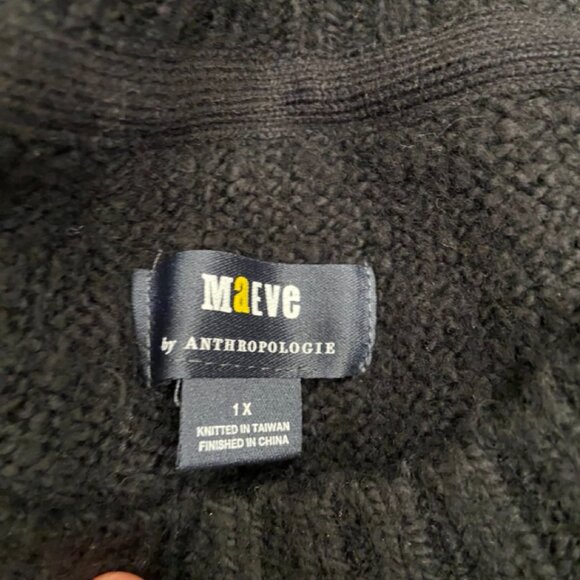 MaEve
by ANTHROPOLOGIE
1X
KNITTED IN TAIWAN
FINISHED IN CHINA